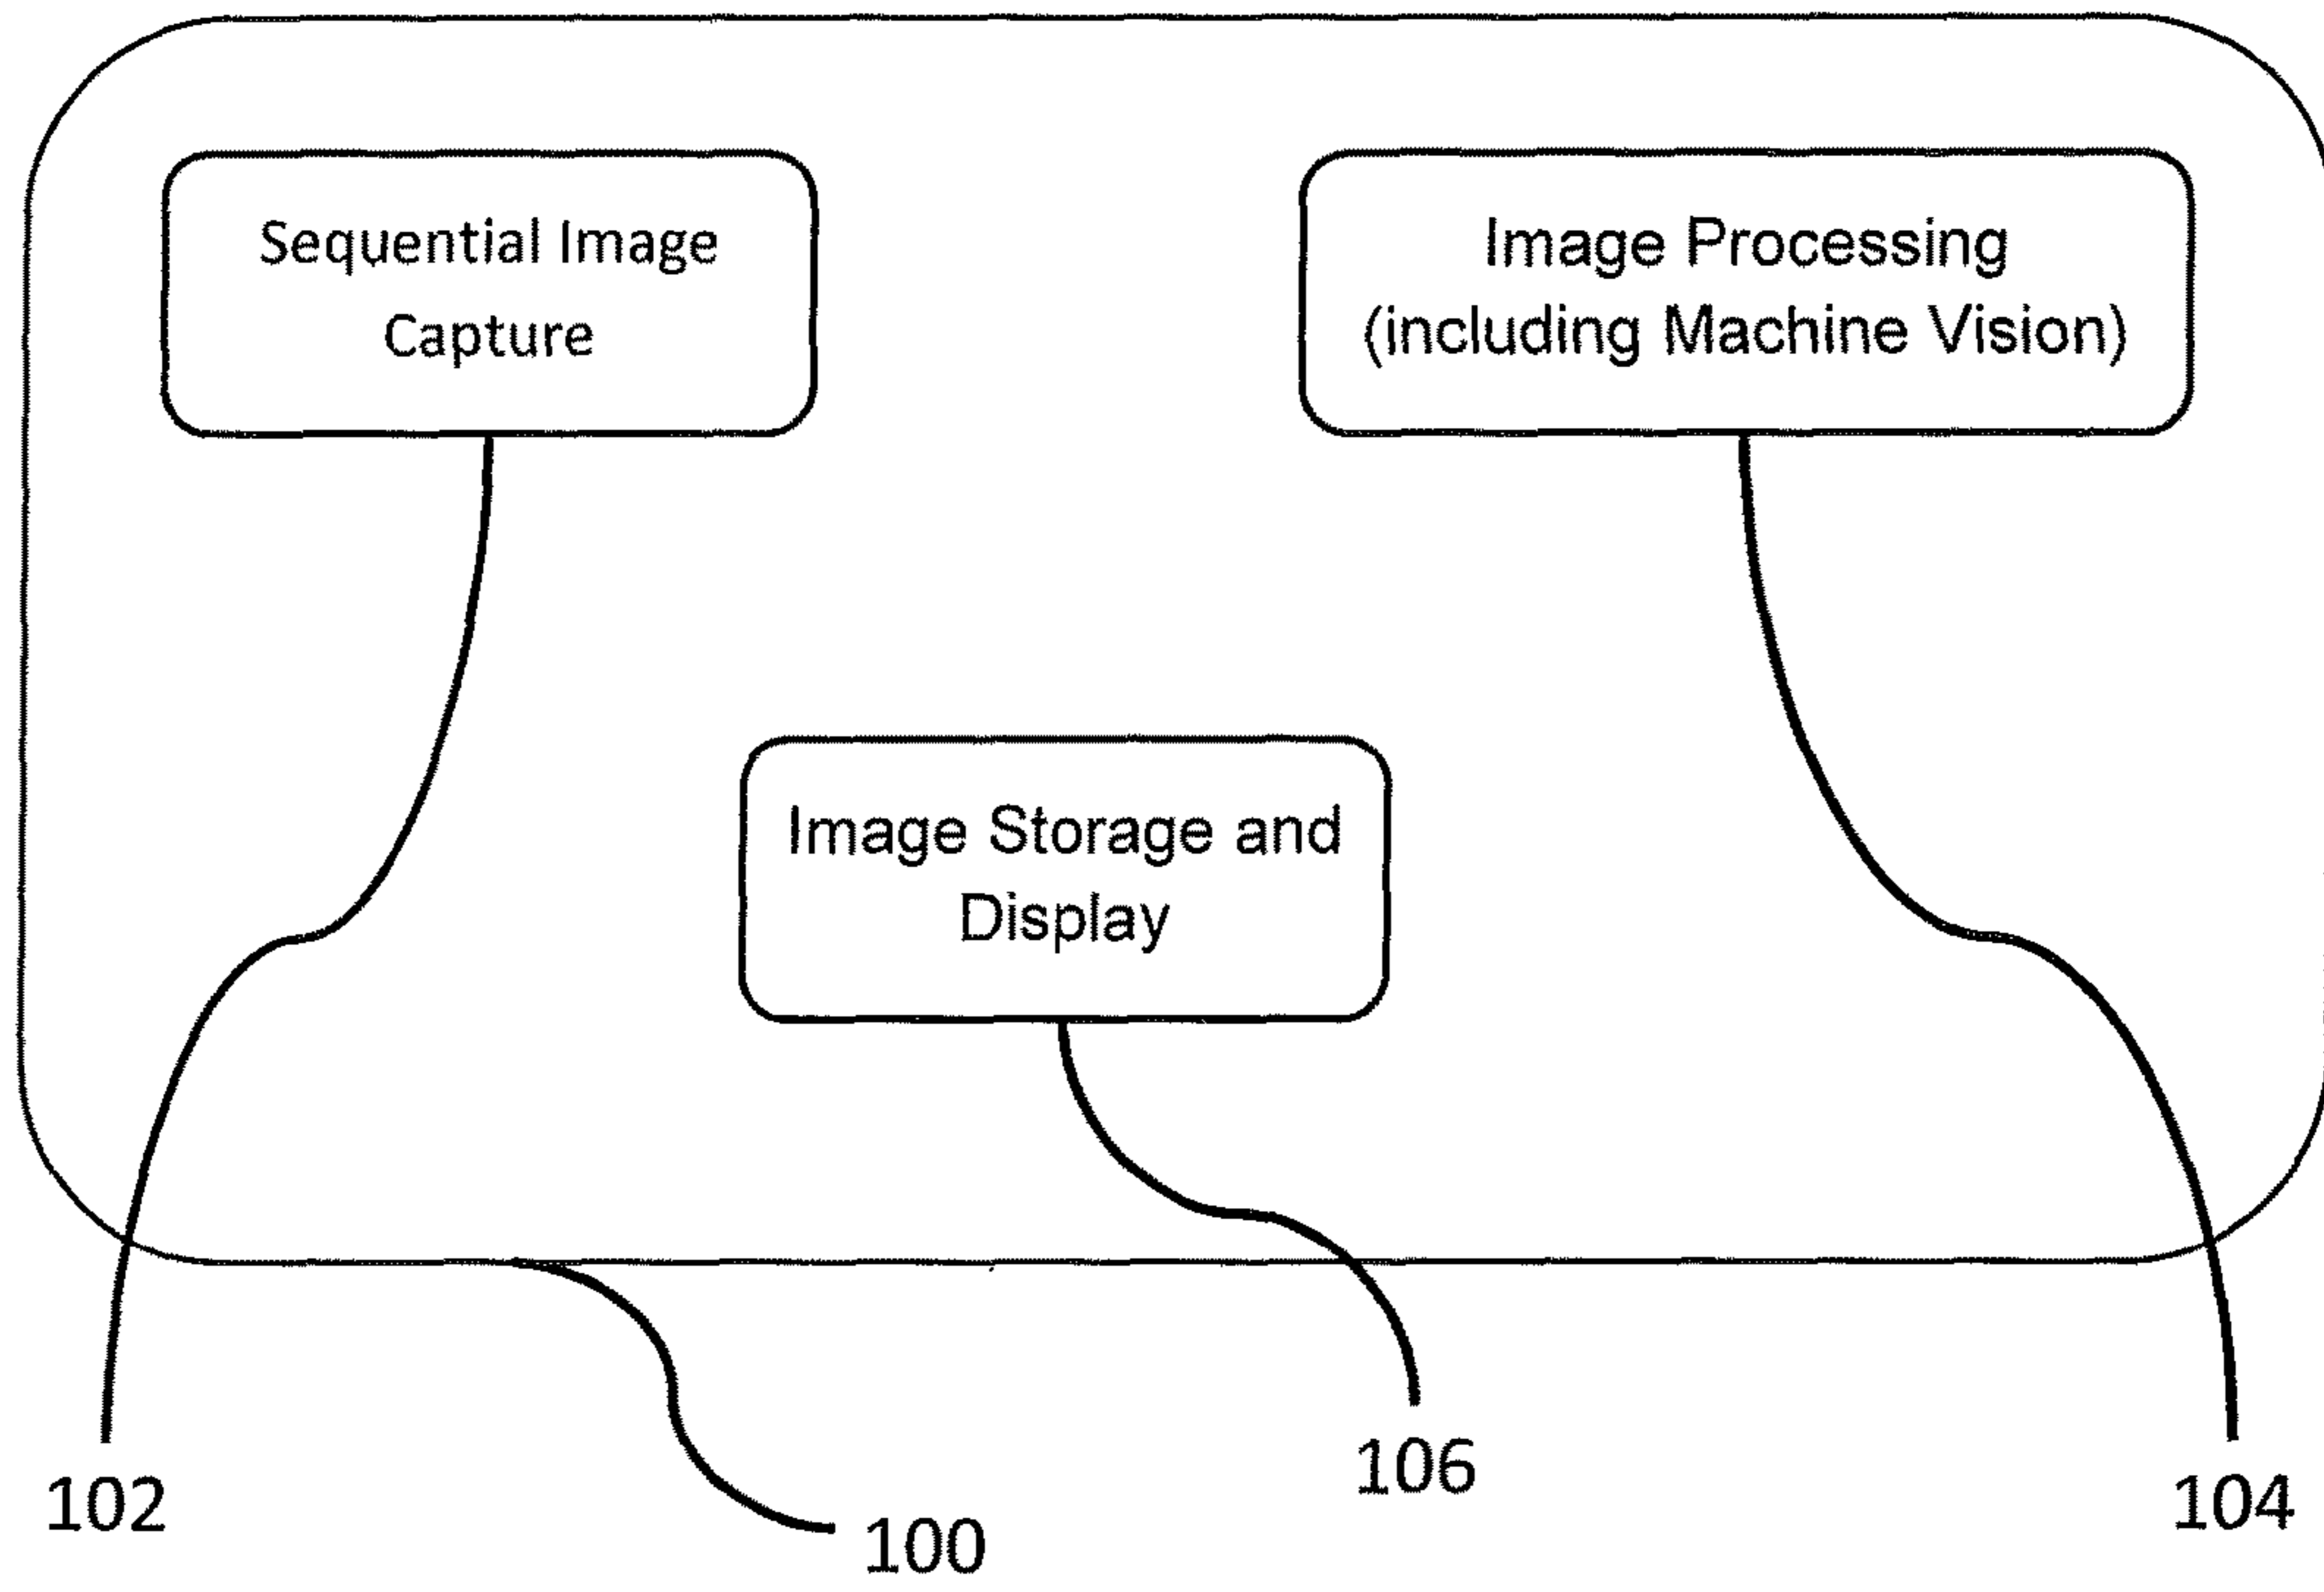 Sequential Image
Capture
Image Processing
(including Machine Vision)
Image Storage and
Display
102
100
106
104